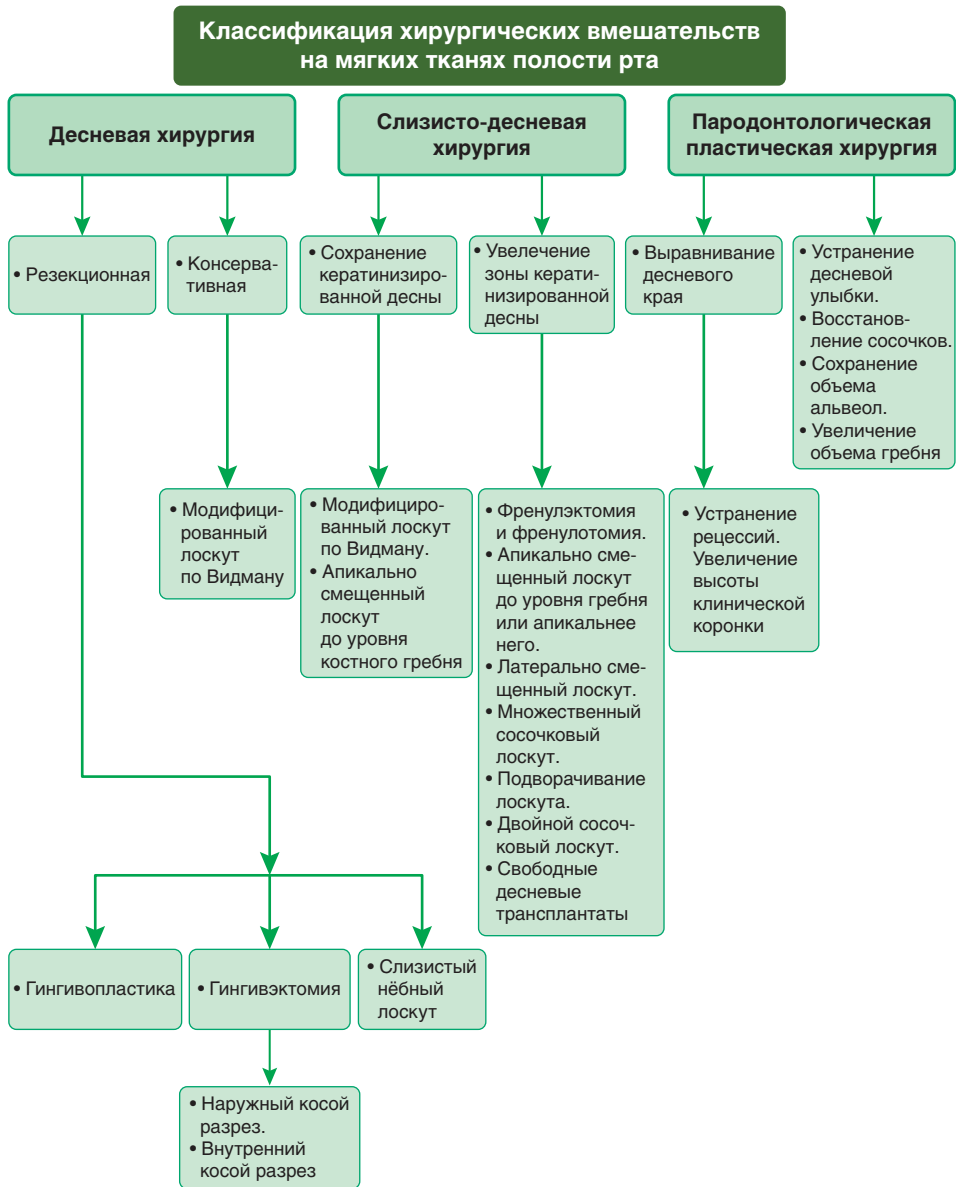 Классификация хирургических вмешательств
на мягких тканях полости рта
Десневая хирургия
Слизисто-десневая
хирургия
Пародонтологическая
пластическая хирургия
• Резекционная
• Консерва-
тивная
• Сохранение
кератинизиро-
ванной десны
• Увелечение
зоны керати-
низированной
десны
• Выравнивание
десневого
края
• Устранение
десневой
улыбки.
• Восстанов-
ление сосочков.
• Сохранение
объема
альвеол.
• Увеличение
объема гребня
• Модифици-
рованный
лоскут
по Видману
• Модифициро-
ванный лоскут
по Видману.
• Апикально
смещенный
лоскут
до уровня
костного гребня
• Френулэктомия
и френулотомия.
• Апикально сме-
щенный лоскут
до уровня гребня
или апикальнее
него.
• Латерально сме-
щенный лоскут.
• Множественный
сосочковый
лоскут.
• Подворачивание
лоскута.
• Двойной сосоч-
ковый лоскут.
• Свободные
десневые
трансплантаты
• Устранение
рецессий.
Увеличение
высоты
клинической
коронки
• Гингивопластика
• Гингивэктомия
• Слизистый
нёбный
лоскут
• Наружный косой
разрез.
• Внутренний
косой разрез